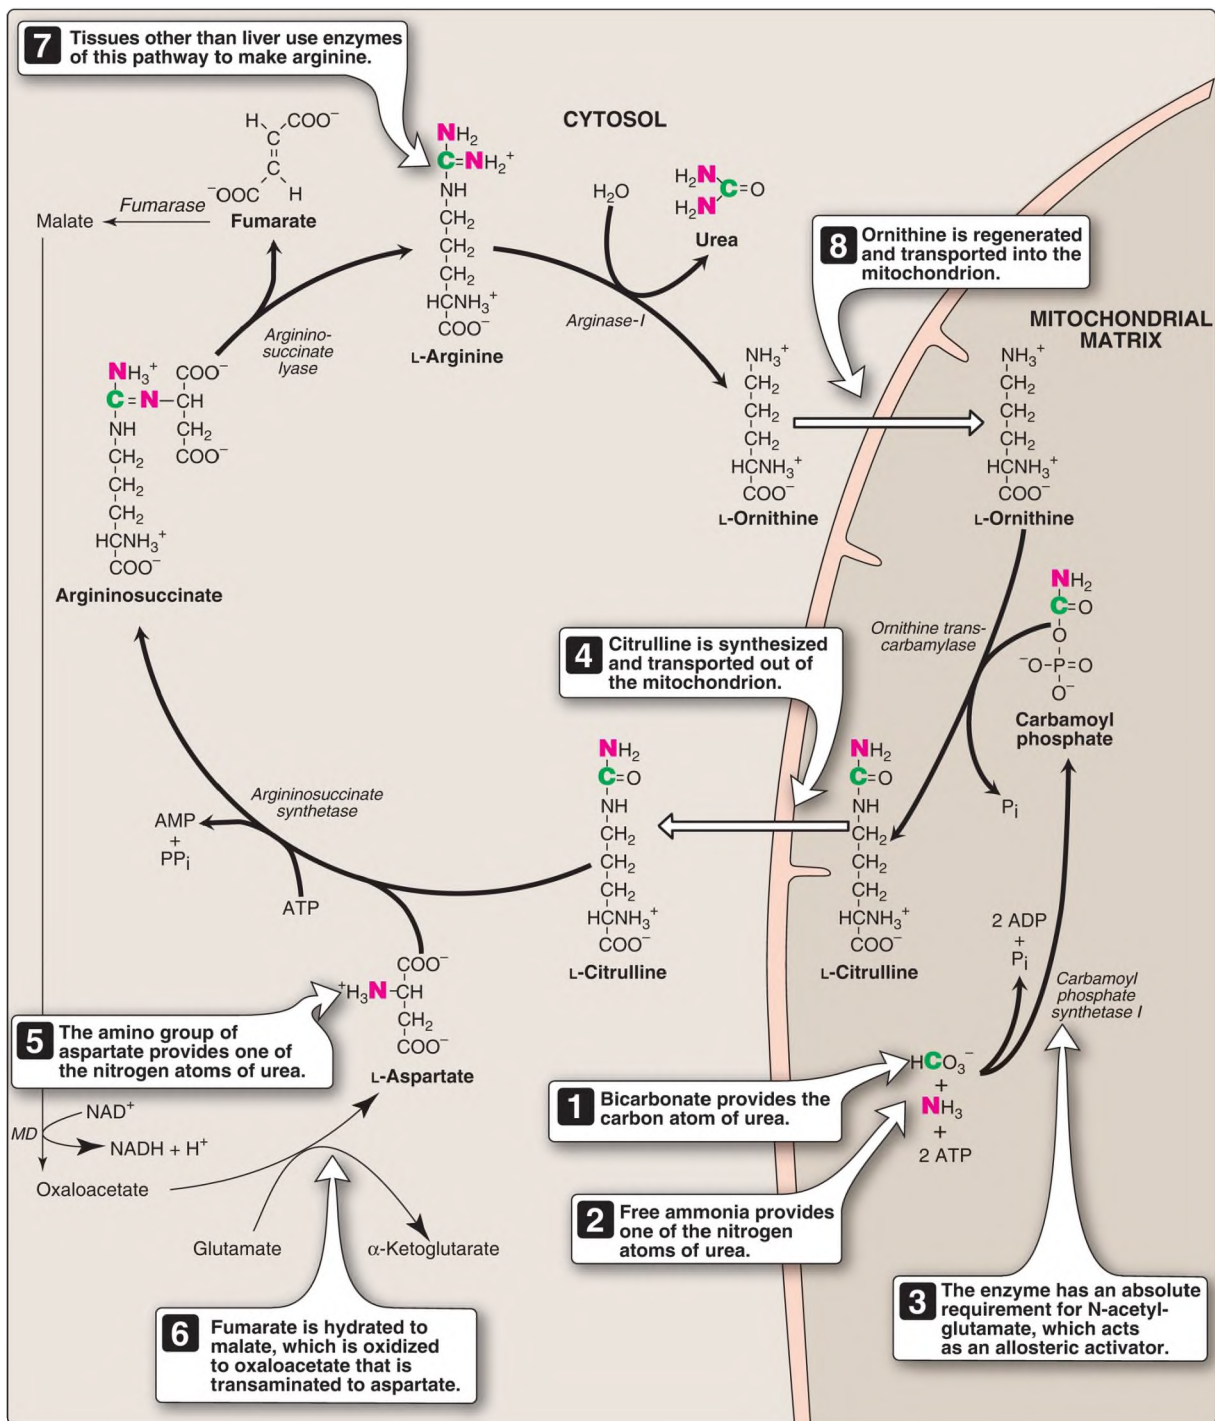 7 Tissues other than liver use enzymes
of this pathway to make arginine.
CYTOSOL
H COO⁻
C
C
⁻OOC H
Fumarate
Fumarase
Malate
NH₂
C=NH₂⁺
NH
CH₂
CH₂
CH₂
HCNH₃⁺
COO⁻
L-Arginine
H₂O
H₂N
C=O
H₂N
Urea
Arginase-I
8 Ornithine is regenerated
and transported into the
mitochondrion.
MITOCHONDRIAL
MATRIX
Arginino-
succinate
lyase
NH₃⁺ COO⁻
C=N–CH
NH CH₂
CH₂ COO⁻
CH₂
CH₂
HCNH₃⁺
COO⁻
Argininosuccinate
NH₃⁺
CH₂
CH₂
CH₂
HCNH₃⁺
COO⁻
L-Ornithine
NH₃⁺
CH₂
CH₂
CH₂
HCNH₃⁺
COO⁻
L-Ornithine
NH₂
C=O
O
⁻O–P=O
O⁻
Carbamoyl
phosphate
Ornithine trans-
carbamylase
4 Citrulline is synthesized
and transported out of
the mitochondrion.
Pi
NH₂
C=O
NH
CH₂
CH₂
CH₂
HCNH₃⁺
COO⁻
L-Citrulline
NH₂
C=O
NH
CH₂
CH₂
CH₂
HCNH₃⁺
COO⁻
L-Citrulline
Argininosuccinate
synthetase
AMP
+
PPi
ATP
COO⁻
⁺H₃N–CH
CH₂
COO⁻
L-Aspartate
5 The amino group of
aspartate provides one of
the nitrogen atoms of urea.
2 ADP
+
Pi
Carbamoyl
phosphate
synthetase I
HCO₃⁻
+
NH₃
+
2 ATP
1 Bicarbonate provides the
carbon atom of urea.
2 Free ammonia provides
one of the nitrogen
atoms of urea.
3 The enzyme has an absolute
requirement for N-acetyl-
glutamate, which acts
as an allosteric activator.
NAD⁺
MD
NADH + H⁺
Oxaloacetate
Glutamate
α-Ketoglutarate
6 Fumarate is hydrated to
malate, which is oxidized
to oxaloacetate that is
transaminated to aspartate.